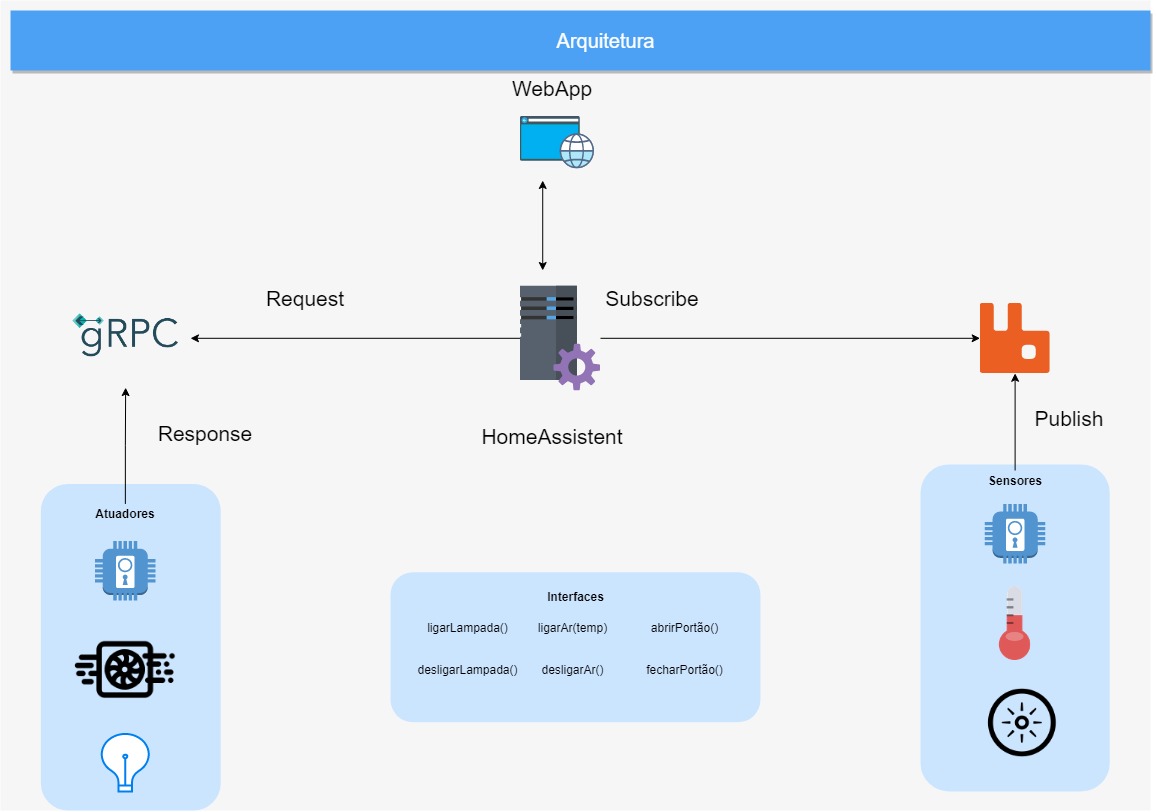 Arquitetura
WebApp
Request
Subscribe
gRPC
Publish
Response
HomeAssistent
Sensores
Atuadores
Interfaces
ligarLampada() ligarAr(temp) abrirPortão()
desligarLampada() desligarAr() fecharPortão()